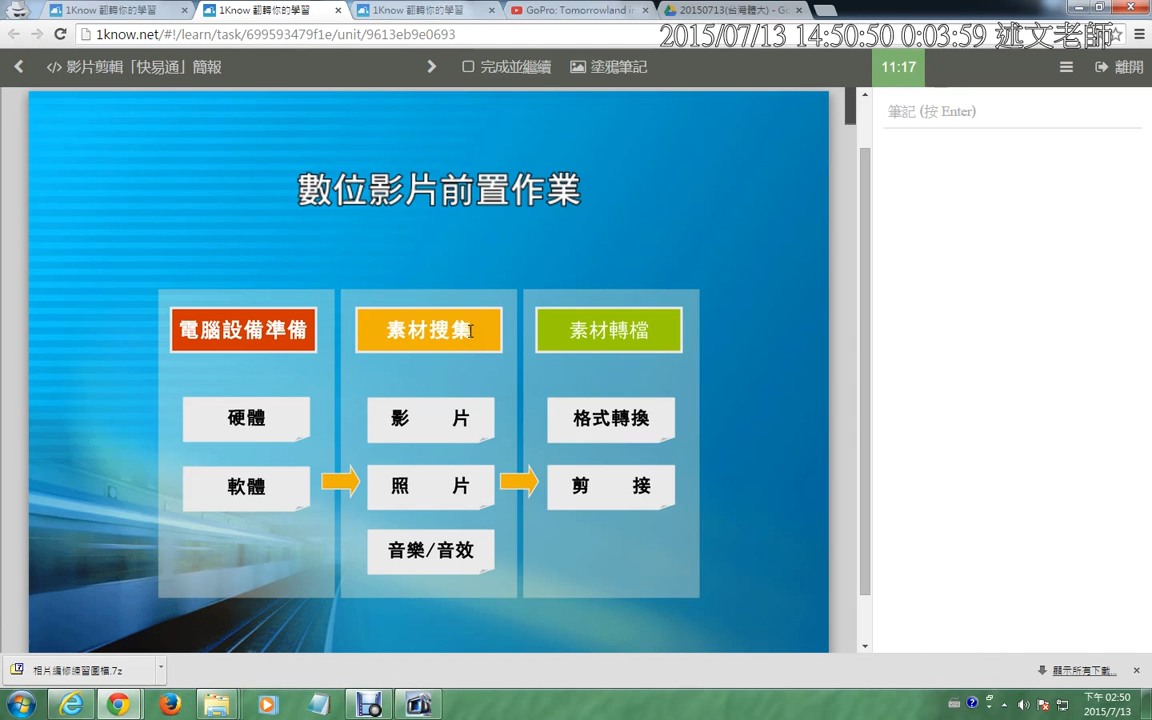 1Know 翻轉你的學習
1Know 翻轉你的學習
1Know 翻轉你的學習
GoPro: Tomorrowland in
20150713(台灣體大) - Go
1know.net/#!/learn/task/699593479f1e/unit/9613eb9e0693
2015/07/13 14:50:50 0:03:59 述文老師
</> 影片剪輯「快易通」簡報
完成並繼續
塗鴉筆記
11:17
離開
筆記 (按 Enter)
數位影片前置作業
電腦設備準備
素材搜集
素材轉檔
硬體
影 片
格式轉換
軟體
照 片
剪 接
音樂/音效
相片編修練習圖檔.7z
顯示所有下載...
下午 02:50
2015/7/13